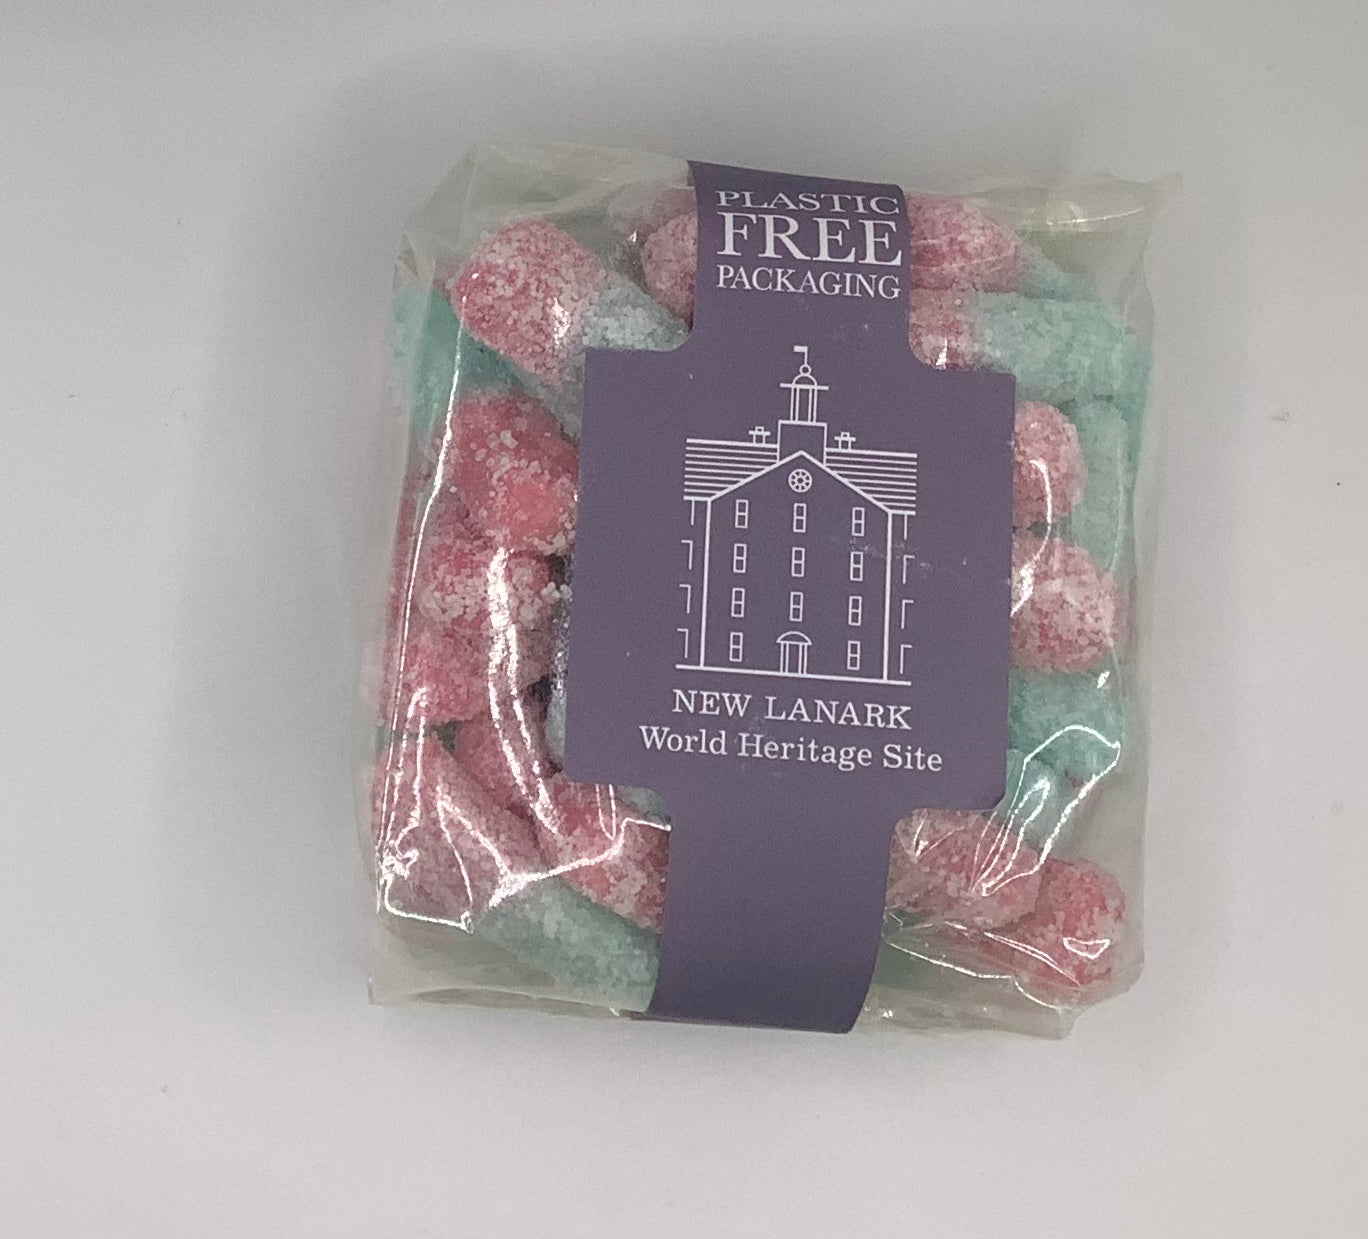 PLASTIC
FREE
PACKAGING
NEW LANARK
World Heritage Site